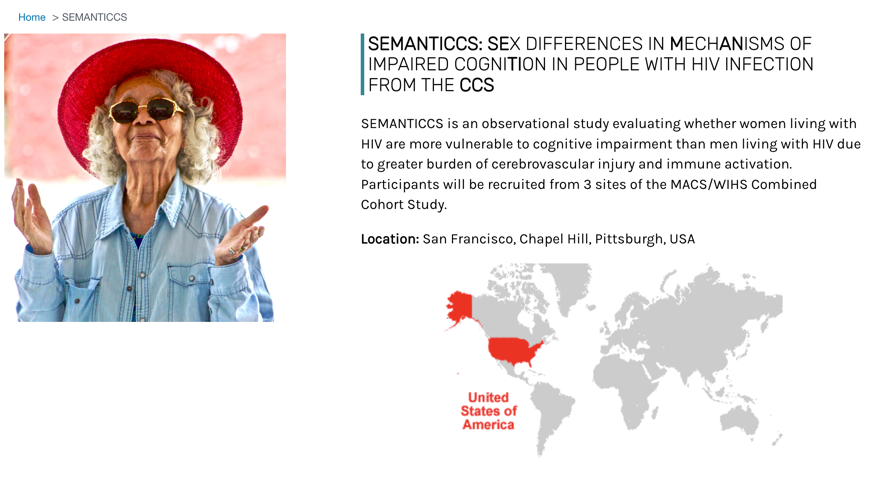 Home > SEMANTICCS
SEMANTICCS: SEX DIFFERENCES IN MECHANISMS OF
IMPAIRED COGNITION IN PEOPLE WITH HIV INFECTION
FROM THE CCS
SEMANTICCS is an observational study evaluating whether women living with
HIV are more vulnerable to cognitive impairment than men living with HIV due
to greater burden of cerebrovascular injury and immune activation.
Participants will be recruited from 3 sites of the MACS/WIHS Combined
Cohort Study.
Location: San Francisco, Chapel Hill, Pittsburgh, USA
United
States of
America